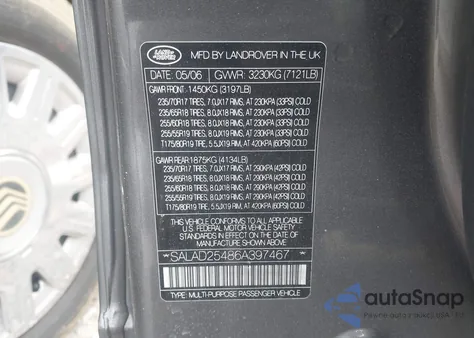 LAND ROVER
MFD BY LANDROVER IN THE UK
DATE: 05/06 GVWR: 3230KG (7121LB)
GAWR FRONT: 1450KG (3197LB)
235/70R17 TIRES, 7.0JX17 RIMS, AT 230KPA (33PSI) COLD
235/65R18 TIRES, 8.0JX18 RIMS, AT 230KPA (33PSI) COLD
255/60R18 TIRES, 8.0JX18 RIMS, AT 230KPA (33PSI) COLD
255/55R19 TIRES, 8.0JX19 RIMS, AT 230KPA (33PSI) COLD
T175/80R19 TIRE, 5.5JX19 RIM, AT 420KPA (60PSI) COLD
GAWR REAR: 1875KG (4134LB)
235/70R17 TIRES, 7.0JX17 RIMS, AT 290KPA (42PSI) COLD
235/65R18 TIRES, 8.0JX18 RIMS, AT 290KPA (42PSI) COLD
255/60R18 TIRES, 8.0JX18 RIMS, AT 290KPA (42PSI) COLD
255/55R19 TIRES, 8.0JX19 RIMS, AT 290KPA (42PSI) COLD
T175/80R19 TIRE, 5.5JX19 RIM, AT 420KPA (60PSI) COLD
THIS VEHICLE CONFORMS TO ALL APPLICABLE
U.S. FEDERAL MOTOR VEHICLE SAFETY STANDARDS
IN EFFECT ON THE DATE OF MANUFACTURE SHOWN ABOVE
*SALAD25486A397467*
TYPE: MULTI-PURPOSE PASSENGER VEHICLE
autoSnap